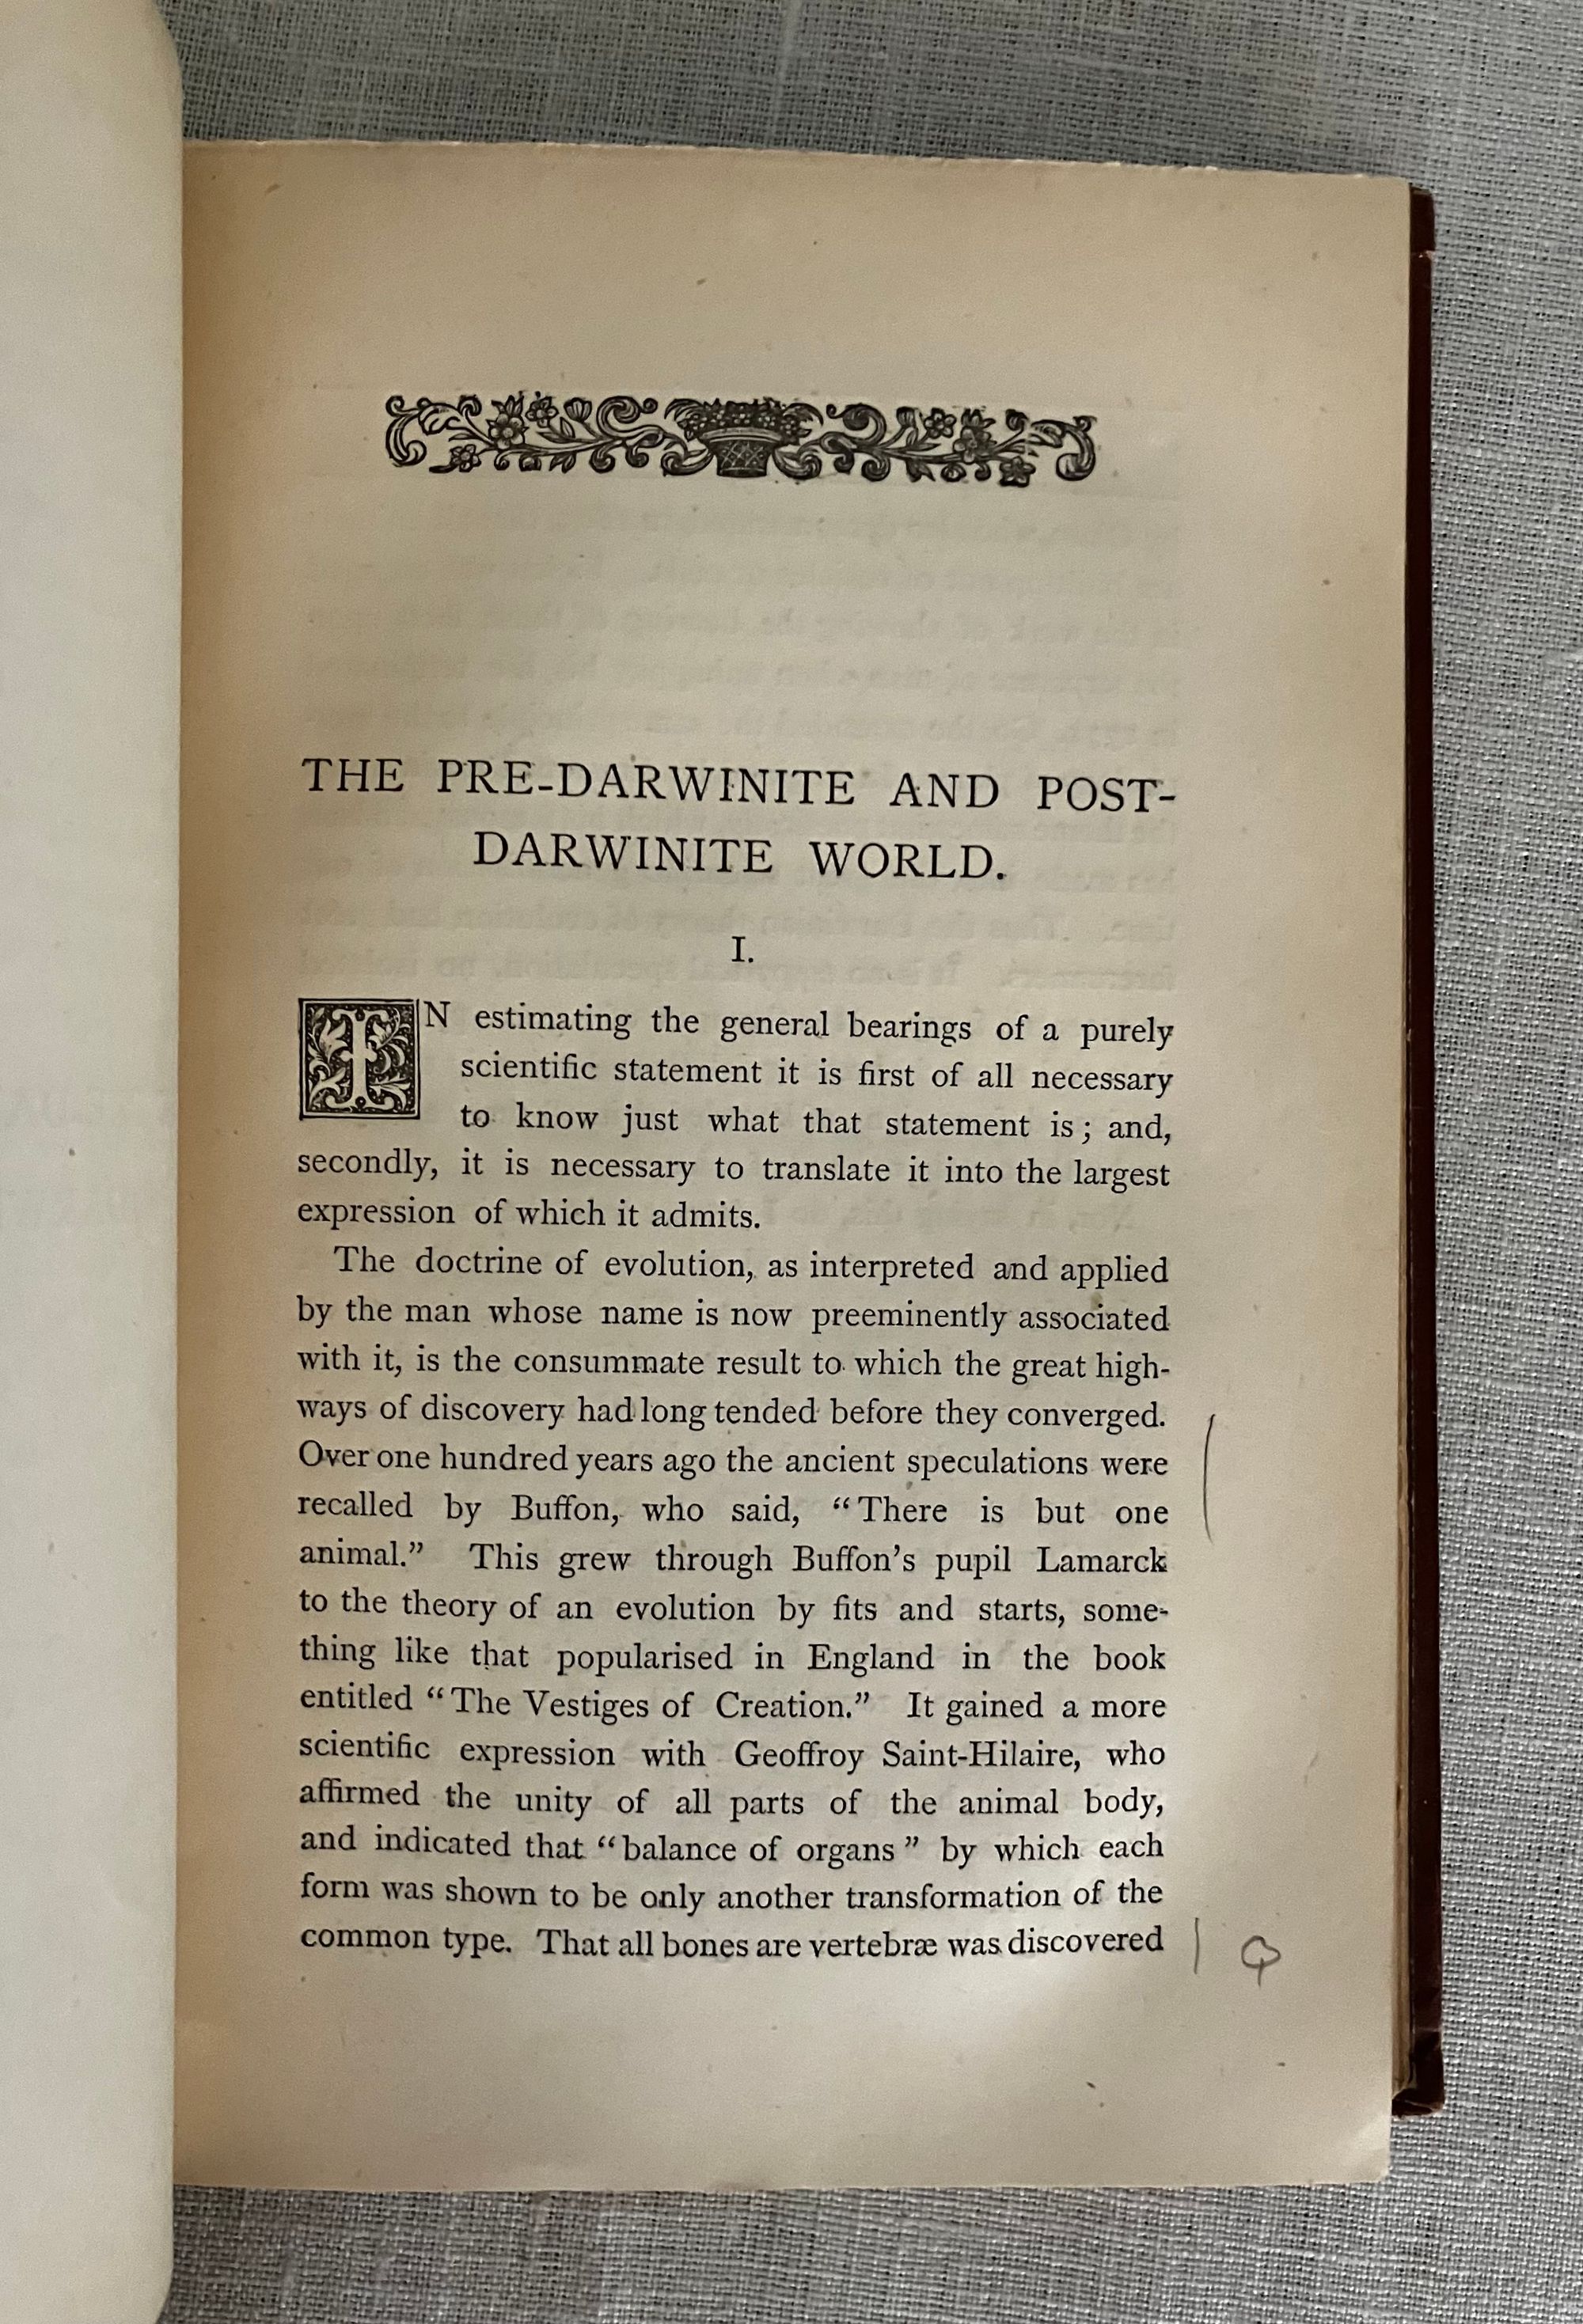 THE PRE-DARWINITE AND POST-
DARWINITE WORLD.
I.
IN estimating the general bearings of a purely
scientific statement it is first of all necessary
to know just what that statement is; and,
secondly, it is necessary to translate it into the largest
expression of which it admits.
The doctrine of evolution, as interpreted and applied
by the man whose name is now preeminently associated
with it, is the consummate result to which the great high-
ways of discovery had long tended before they converged.
Over one hundred years ago the ancient speculations were
recalled by Buffon, who said, “There is but one
animal.” This grew through Buffon’s pupil Lamarck
to the theory of an evolution by fits and starts, some-
thing like that popularised in England in the book
entitled “The Vestiges of Creation.” It gained a more
scientific expression with Geoffroy Saint-Hilaire, who
affirmed the unity of all parts of the animal body,
and indicated that “balance of organs” by which each
form was shown to be only another transformation of the
common type. That all bones are vertebræ was discovered